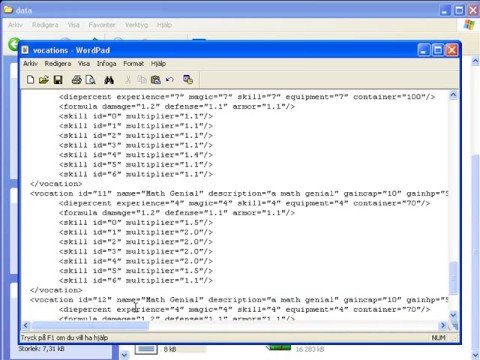 data
Arkiv Redigera Visa Favoriter Verktyg Hjälp
vocations - WordPad
Arkiv Redigera Visa Infoga Format Hjälp
<diepercent experience="7" magic="7" skill="7" equipment="7" container="100"/>
<formula damage="1.2" defense="1.1" armor="1.1"/>
<skill id="0" multiplier="1.1"/>
<skill id="1" multiplier="1.1"/>
<skill id="2" multiplier="1.1"/>
<skill id="3" multiplier="1.1"/>
<skill id="4" multiplier="1.4"/>
<skill id="5" multiplier="1.1"/>
<skill id="6" multiplier="1.1"/>
</vocation>
<vocation id="11" name="Math Genial" description="a math genial" gaincap="10" gainhp="5
<diepercent experience="4" magic="4" skill="4" equipment="4" container="70"/>
<formula damage="1.2" defense="1.1" armor="1.1"/>
<skill id="0" multiplier="1.5"/>
<skill id="1" multiplier="2.0"/>
<skill id="2" multiplier="2.0"/>
<skill id="3" multiplier="2.0"/>
<skill id="4" multiplier="2.0"/>
<skill id="5" multiplier="1.5"/>
<skill id="6" multiplier="1.1"/>
</vocation>
<vocation id="12" name="Math Genial" description="a math genial" gaincap="10" gainhp="5
<diepercent experience="4" magic="4" skill="4" equipment="4" container="70"/>
<formula damage="1.2" defense="1.1" armor="1.1"/>
Tryck på F1 om du vill ha hjälp NUM
Storlek: 7,31 kB 8 kB 16 283 kB